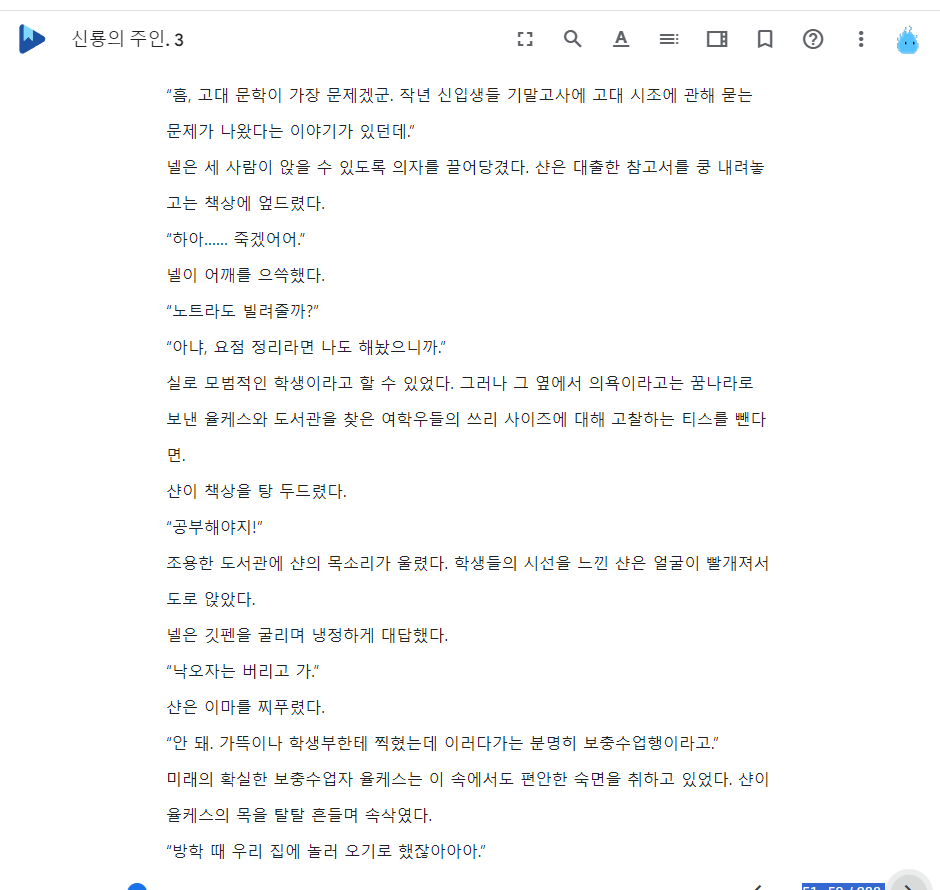 신룡의 주인. 3
“흠, 고대 문학이 가장 문제겠군. 작년 신입생들 기말고사에 고대 시조에 관해 묻는
문제가 나왔다는 이야기가 있던데.”
넬은 세 사람이 앉을 수 있도록 의자를 끌어당겼다. 샨은 대출한 참고서를 쿵 내려놓
고는 책상에 엎드렸다.
“하아…… 죽겠어어.”
넬이 어깨를 으쓱했다.
“노트라도 빌려줄까?”
“아냐, 요점 정리라면 나도 해놨으니까.”
실로 모범적인 학생이라고 할 수 있었다. 그러나 그 옆에서 의욕이라고는 꿈나라로
보낸 율케스와 도서관을 찾은 여학우들의 쓰리 사이즈에 대해 고찰하는 티스를 뺀다
면.
샨이 책상을 탕 두드렸다.
“공부해야지!”
조용한 도서관에 샨의 목소리가 울렸다. 학생들의 시선을 느낀 샨은 얼굴이 빨개져서
도로 앉았다.
넬은 깃펜을 굴리며 냉정하게 대답했다.
“낙오자는 버리고 가.”
샨은 이마를 찌푸렸다.
“안 돼. 가뜩이나 학생부한테 찍혔는데 이러다가는 분명히 보충수업행이라고.”
미래의 확실한 보충수업자 율케스는 이 속에서도 편안한 숙면을 취하고 있었다. 샨이
율케스의 목을 탈탈 흔들며 속삭였다.
“방학 때 우리 집에 놀러 오기로 했잖아아아.”